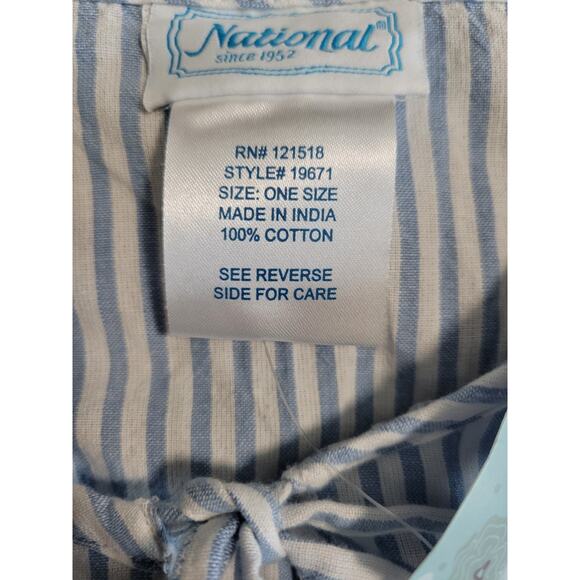 National
since 1952
RN# 121518
STYLE# 19671
SIZE: ONE SIZE
MADE IN INDIA
100% COTTON
SEE REVERSE
SIDE FOR CARE